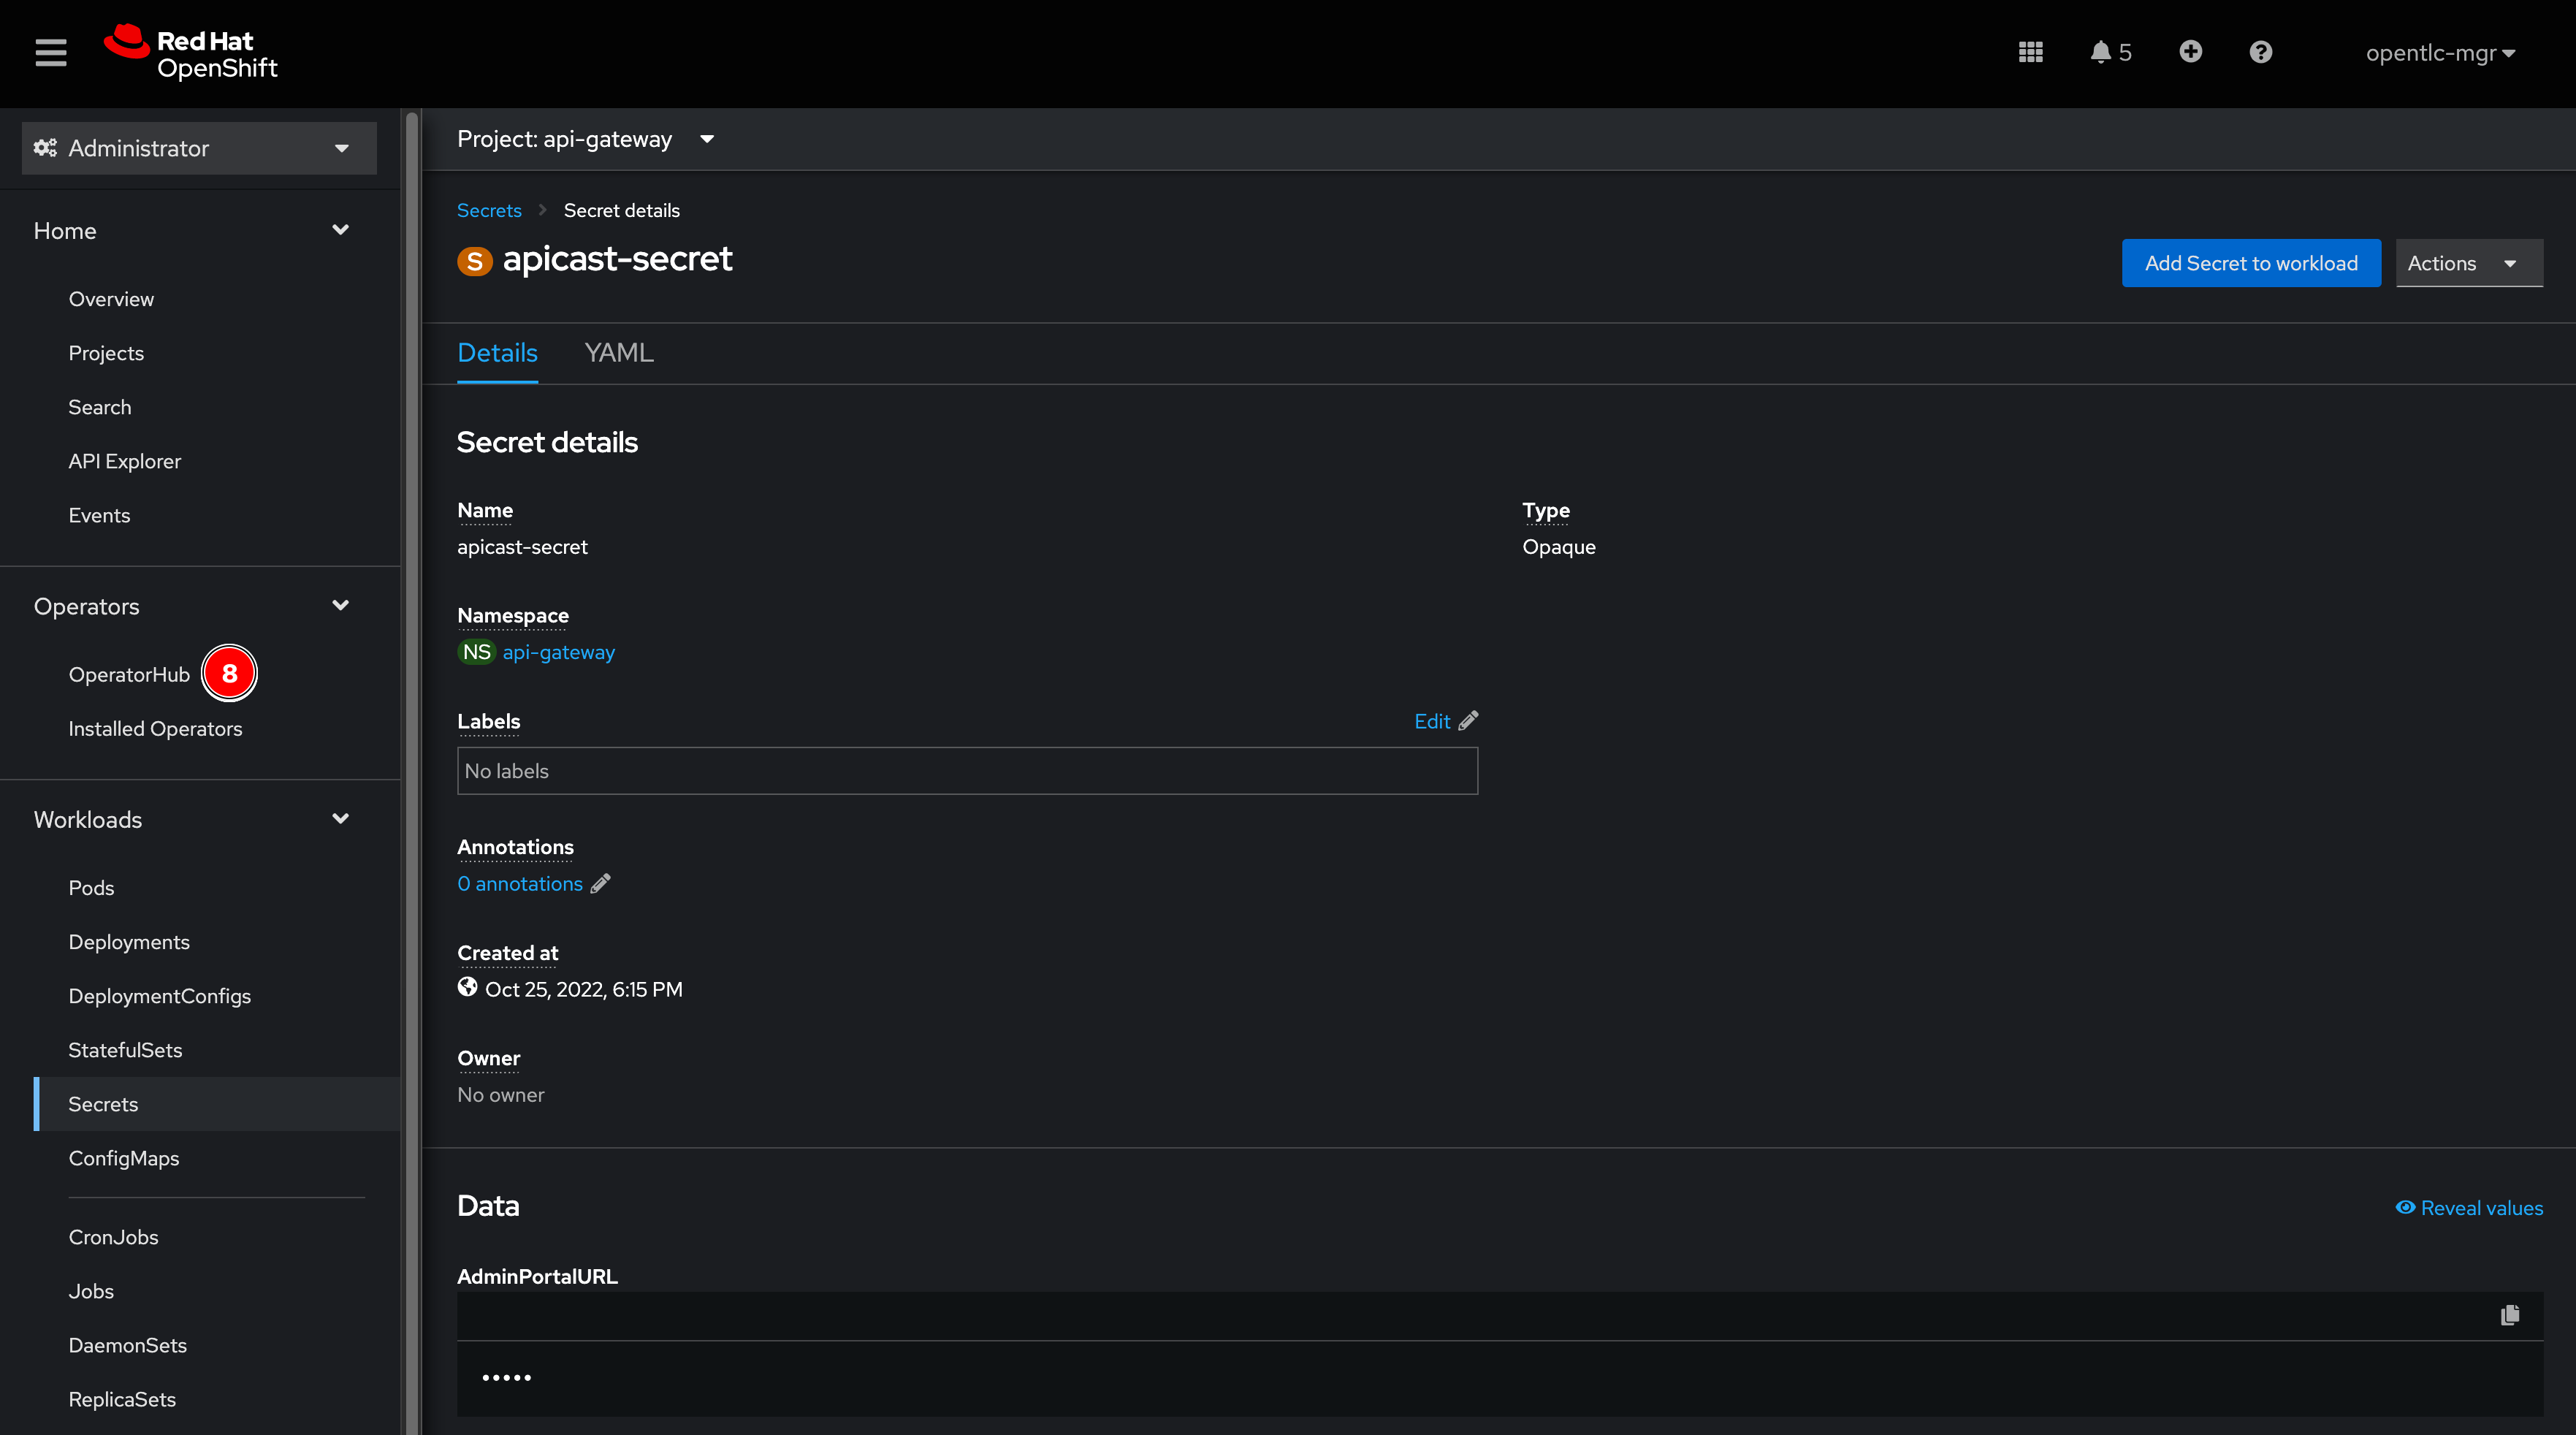 Red Hat
OpenShift
5
opentlc-mgr
Administrator
Home
Overview
Projects
Search
API Explorer
Events
Operators
OperatorHub 8
Installed Operators
Workloads
Pods
Deployments
DeploymentConfigs
StatefulSets
Secrets
ConfigMaps
CronJobs
Jobs
DaemonSets
ReplicaSets
Project: api-gateway
Secrets Secret details
S apicast-secret
Add Secret to workload
Actions
Details YAML
Secret details
Name
apicast-secret
Type
Opaque
Namespace
NS api-gateway
Labels
Edit
No labels
Annotations
0 annotations
Created at
Oct 25, 2022, 6:15 PM
Owner
No owner
Data
Reveal values
AdminPortalURL
•••••